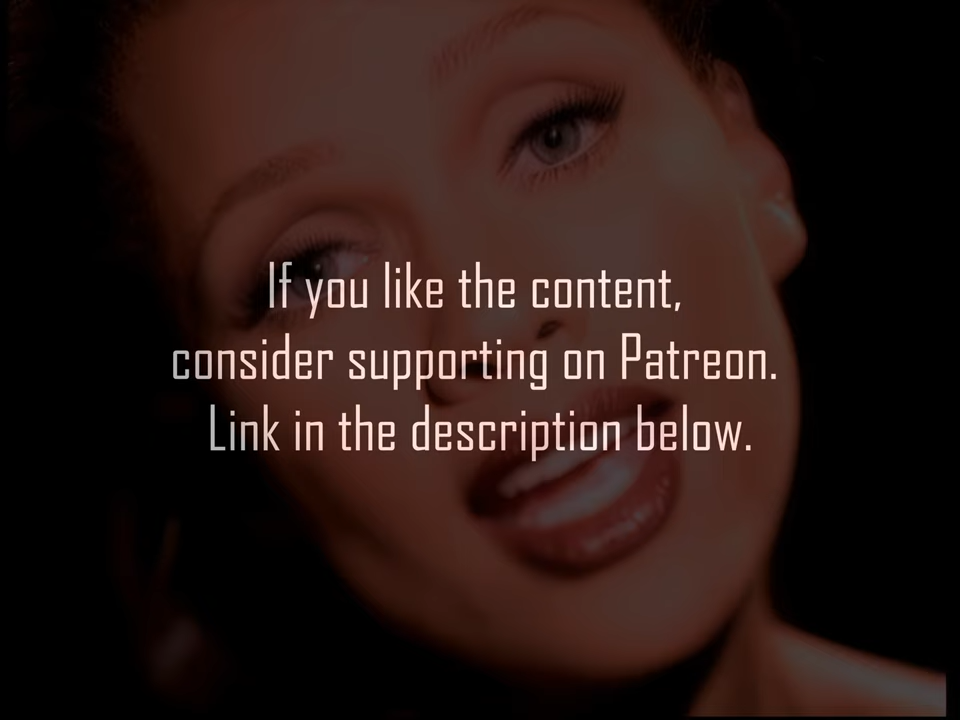 If you like the content,
consider supporting on Patreon.
Link in the description below.